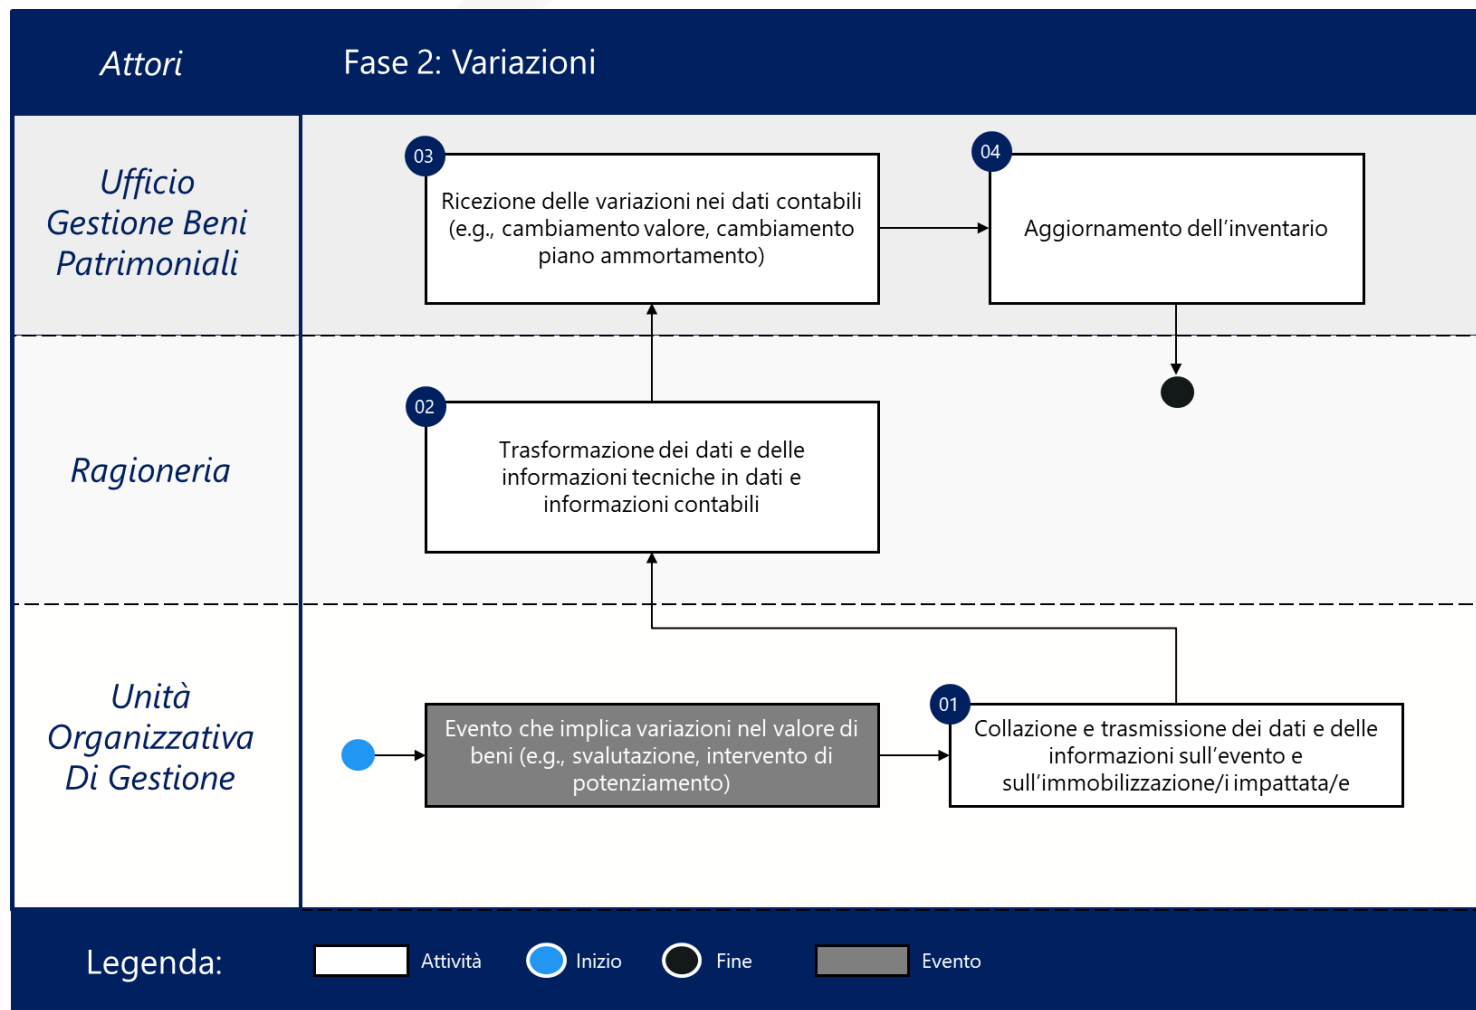 Attori
Fase 2: Variazioni
Ufficio
Gestione Beni
Patrimoniali
03
Ricezione delle variazioni nei dati contabili
(e.g., cambiamento valore, cambiamento
piano ammortamento)
04
Aggiornamento dell'inventario
Ragioneria
02
Trasformazione dei dati e delle
informazioni tecniche in dati e
informazioni contabili
Unità
Organizzativa
Di Gestione
Evento che implica variazioni nel valore di
beni (e.g., svalutazione, intervento di
potenziamento)
01
Collazione e trasmissione dei dati e delle
informazioni sull'evento e
sull'immobilizzazione/i impattata/e
Legenda:
Attività
Inizio
Fine
Evento